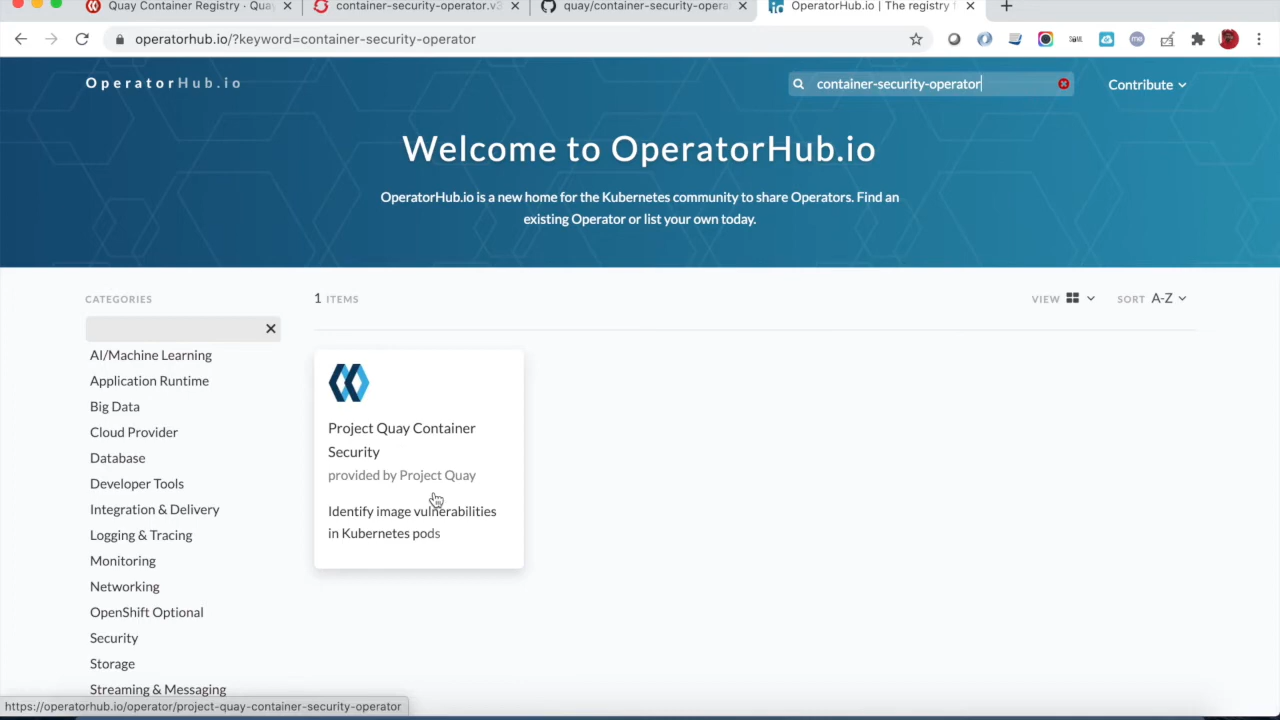 Quay Container Registry · Qua
container-security-operator.v3
quay/container-security-opera
OperatorHub.io | The registry f
operatorhub.io/?keyword=container-security-operator
OperatorHub.io
container-security-operator
Contribute
Welcome to OperatorHub.io
OperatorHub.io is a new home for the Kubernetes community to share Operators. Find an
existing Operator or list your own today.
CATEGORIES
1 ITEMS
VIEW
SORT A-Z
AI/Machine Learning
Application Runtime
Big Data
Cloud Provider
Database
Developer Tools
Integration & Delivery
Logging & Tracing
Monitoring
Networking
OpenShift Optional
Security
Storage
Streaming & Messaging
Project Quay Container
Security
provided by Project Quay
Identify image vulnerabilities
in Kubernetes pods
https://operatorhub.io/operator/project-quay-container-security-operator